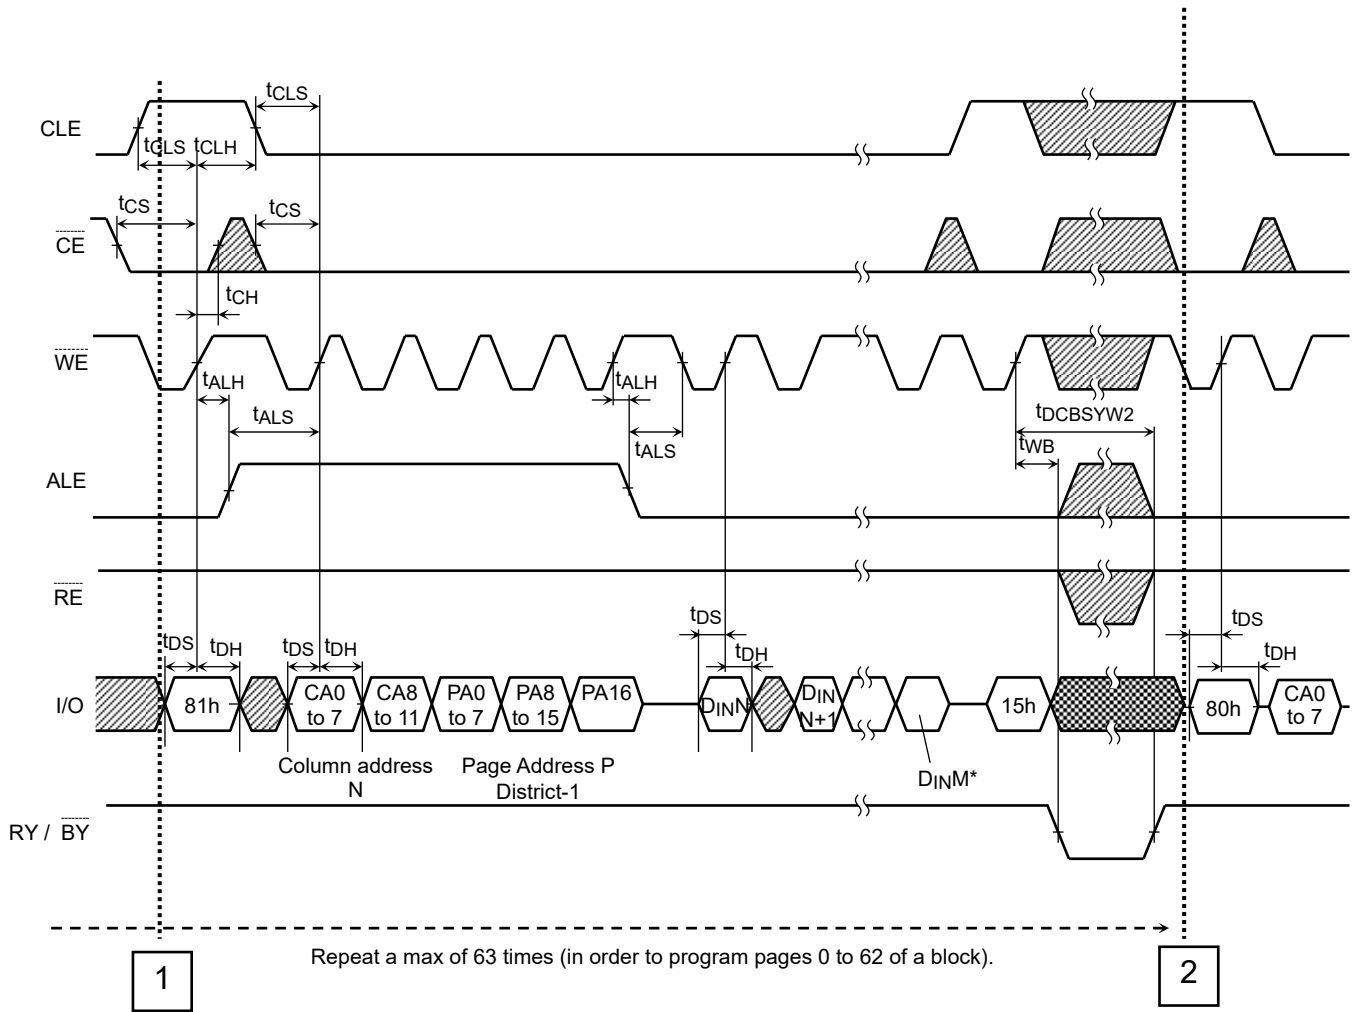 tCLS
CLE
tCLS tCLH
tCS tCS
CE
tCH
WE
tALH tALH
tALS tDCBSYW2
tALS tWB
ALE
RE
tDS tDS
tDS tDH tDS tDH tDH tDH
I/O 81h CA0 to 7 CA8 to 11 PA0 to 7 PA8 to 15 PA16 DINN DIN N+1 15h 80h CA0 to 7
Column address N
Page Address P District-1
DINM*
RY / BY
Repeat a max of 63 times (in order to program pages 0 to 62 of a block).
1 2